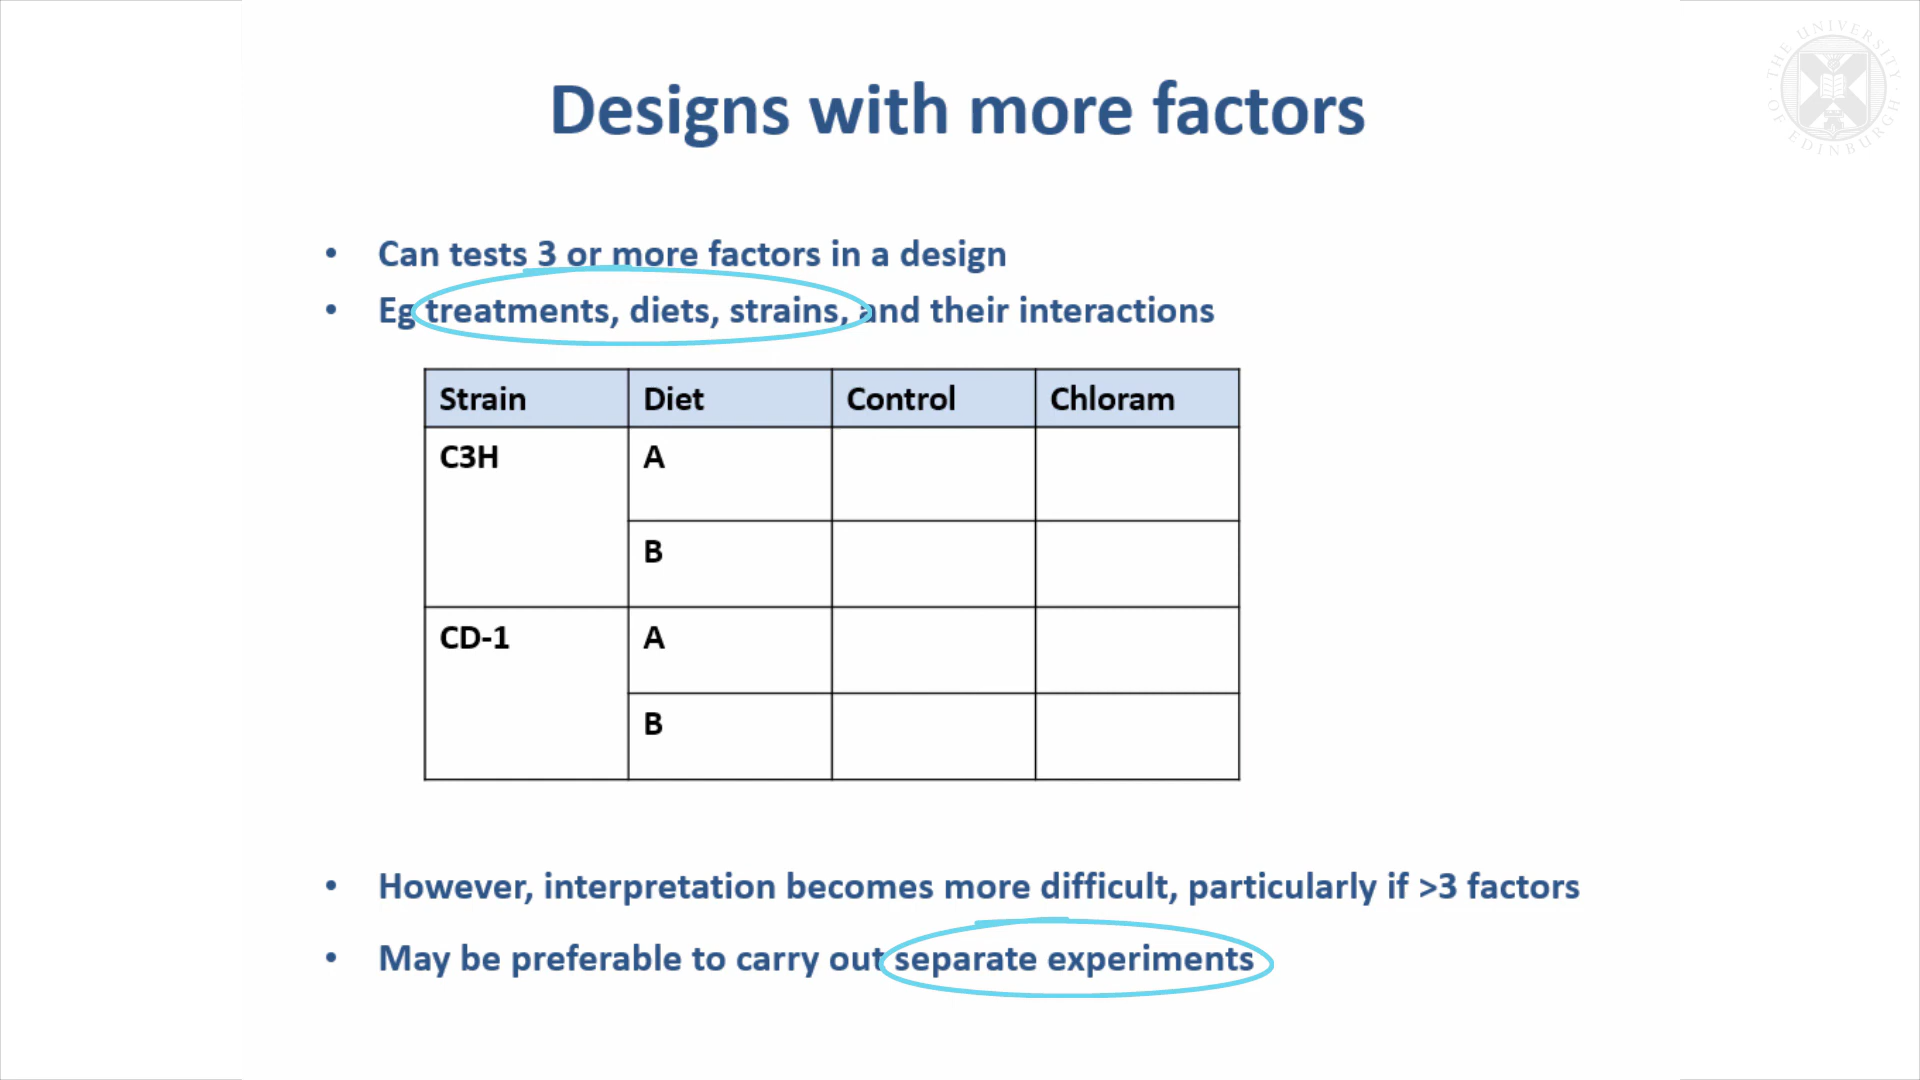 THE UNIVERSITY OF EDINBURGH
Designs with more factors
• Can tests 3 or more factors in a design
• Eg treatments, diets, strains, and their interactions
Strain Diet Control Chloram
C3H A
B
CD-1 A
B
• However, interpretation becomes more difficult, particularly if >3 factors
• May be preferable to carry out separate experiments